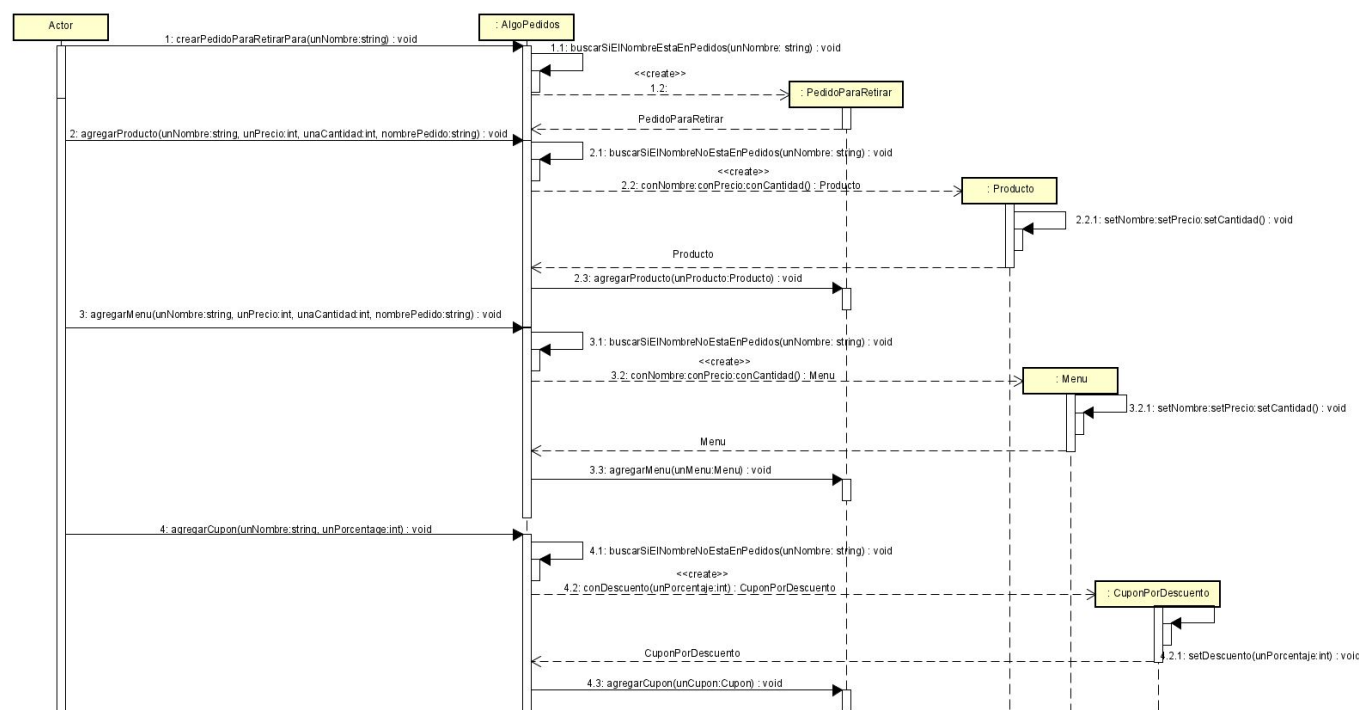 Actor
: AlgoPedidos
1: crearPedidoParaRetirarPara(unNombre:string) : void
1.1: buscarSiElNombreEstaEnPedidos(unNombre: string) : void
<<create>>
1.2:
: PedidoParaRetirar
PedidoParaRetirar
2: agregarProducto(unNombre:string, unPrecio:int, unaCantidad:int, nombrePedido:string) : void
2.1: buscarSiElNombreNoEstaEnPedidos(unNombre: string) : void
<<create>>
2.2: conNombre:conPrecio:conCantidad() : Producto
: Producto
2.2.1: setNombre:setPrecio:setCantidad() : void
Producto
2.3: agregarProducto(unProducto:Producto) : void
3: agregarMenu(unNombre:string, unPrecio:int, unaCantidad:int, nombrePedido:string) : void
3.1: buscarSiElNombreNoEstaEnPedidos(unNombre: string) : void
<<create>>
3.2: conNombre:conPrecio:conCantidad() : Menu
: Menu
3.2.1: setNombre:setPrecio:setCantidad() : void
Menu
3.3: agregarMenu(unMenu:Menu) : void
4: agregarCupon(unNombre:string, unPorcentage:int) : void
4.1: buscarSiElNombreNoEstaEnPedidos(unNombre: string) : void
<<create>>
4.2: conDescuento(unPorcentaje:int) : CuponPorDescuento
: CuponPorDescuento
CuponPorDescuento
4.2.1: setDescuento(unPorcentaje:int) : void
4.3: agregarCupon(unCupon:Cupon) : void